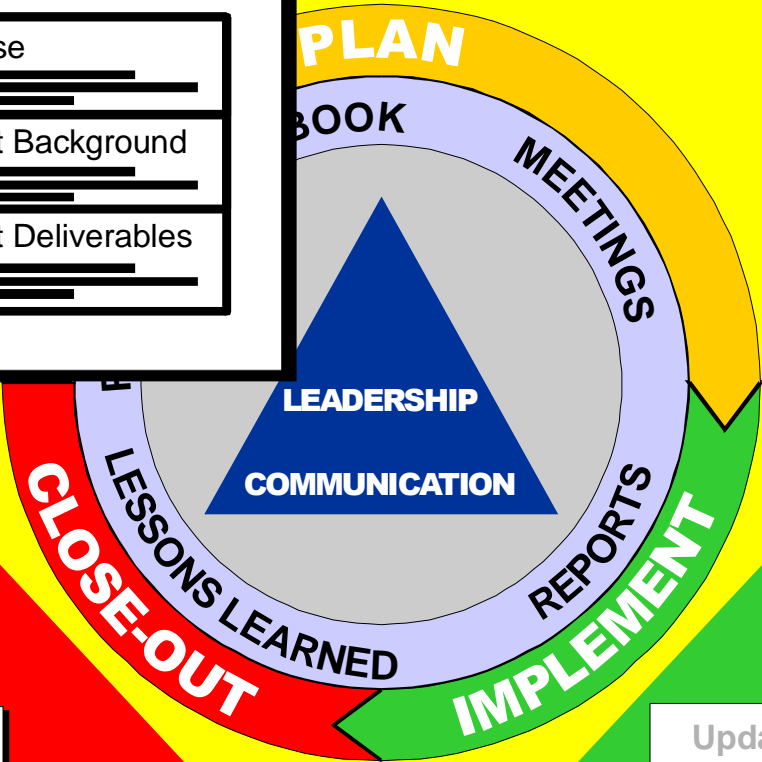 se
t Background
t Deliverables
PLAN
BOOK
MEETINGS
LEADERSHIP
COMMUNICATION
REPORTS
IMPLEMENT
LESSONS LEARNED
CLOSE-OUT
Upda